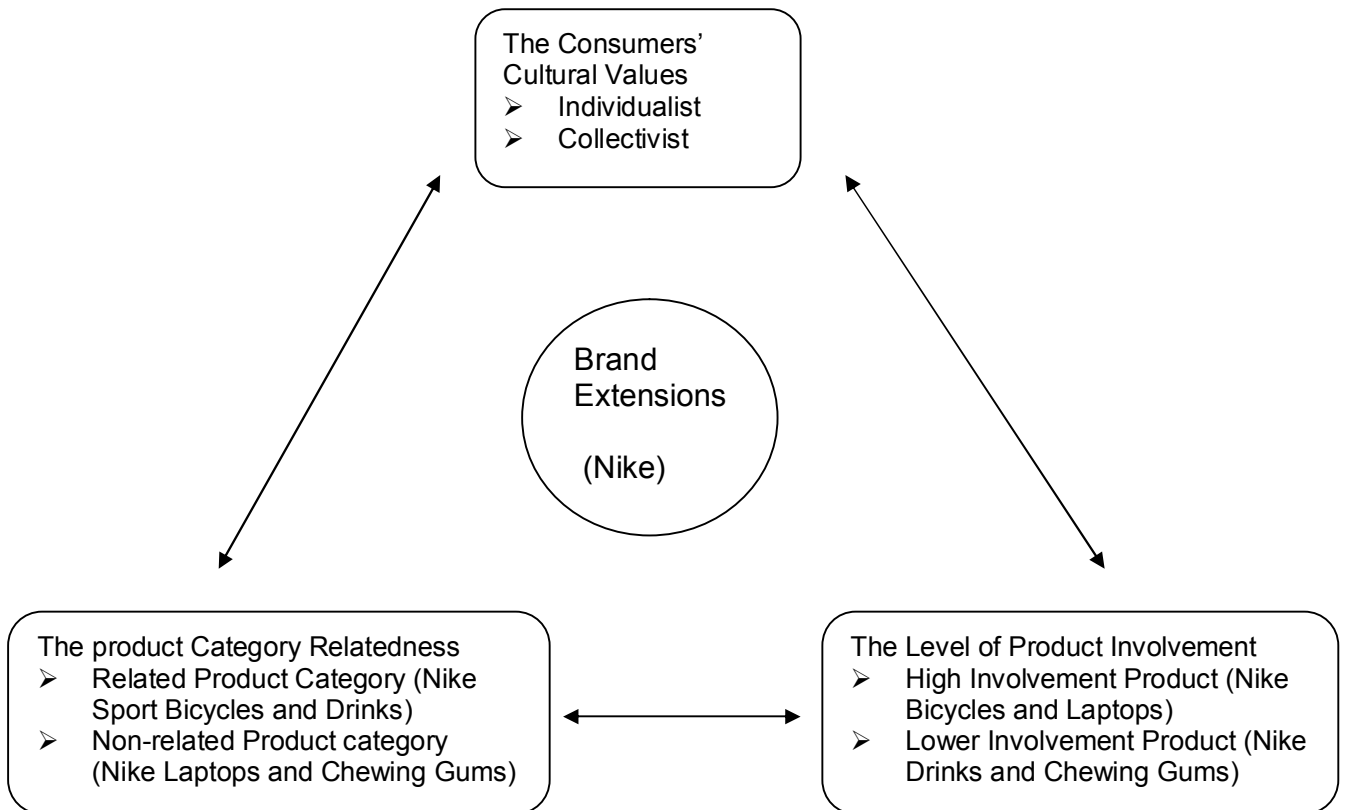 The Consumers’
Cultural Values
➢ Individualist
➢ Collectivist
Brand
Extensions
(Nike)
The product Category Relatedness
➢ Related Product Category (Nike
Sport Bicycles and Drinks)
➢ Non-related Product category
(Nike Laptops and Chewing Gums)
The Level of Product Involvement
➢ High Involvement Product (Nike
Bicycles and Laptops)
➢ Lower Involvement Product (Nike
Drinks and Chewing Gums)